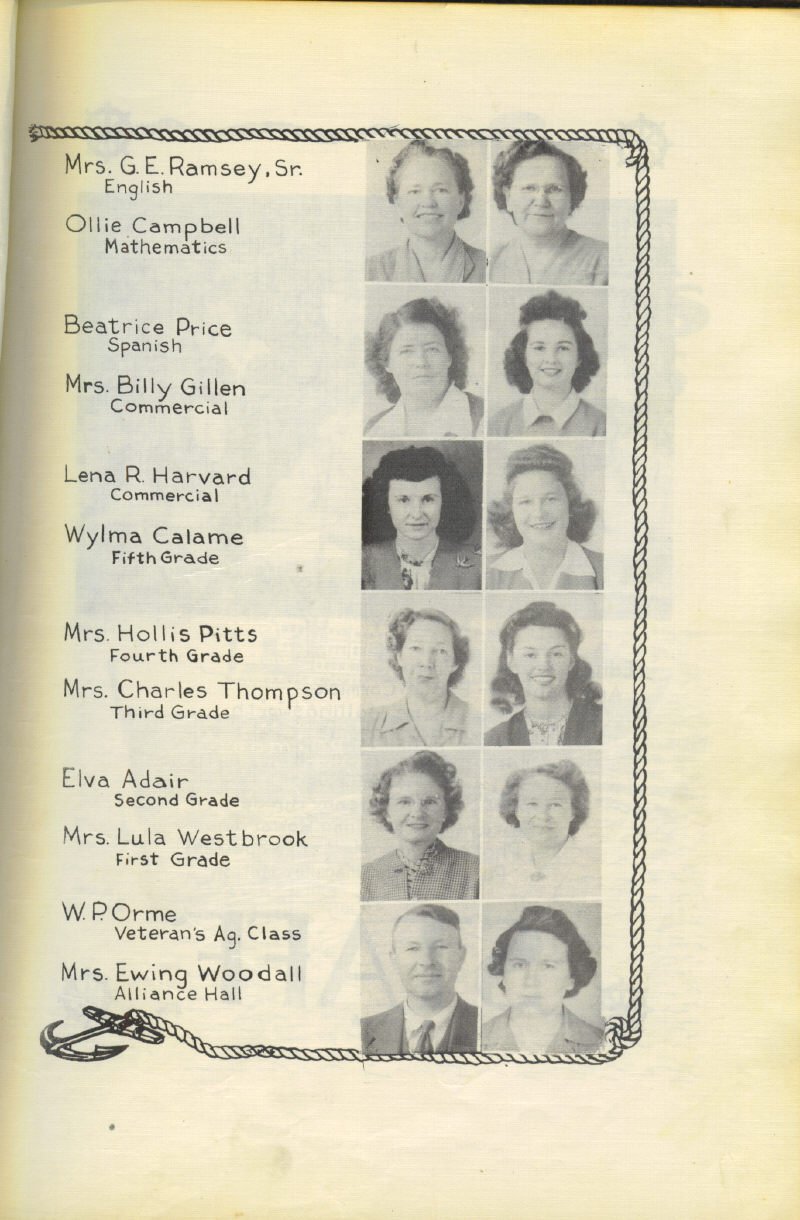 Mrs. G. E. Ramsey, Sr.
English
Ollie Campbell
Mathematics
Beatrice Price
Spanish
Mrs. Billy Gillen
Commercial
Lena R. Harvard
Commercial
Wylma Calame
Fifth Grade
Mrs. Hollis Pitts
Fourth Grade
Mrs. Charles Thompson
Third Grade
Elva Adair
Second Grade
Mrs. Lula Westbrook
First Grade
W. P. Orme
Veteran's Ag. Class
Mrs. Ewing Woodall
Alliance Hall